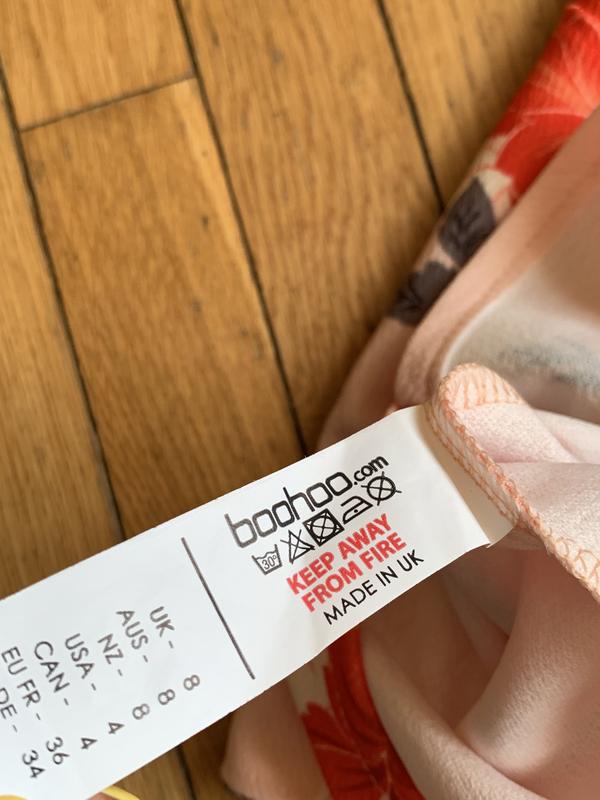 boohoo.com
30°
KEEP AWAY
FROM FIRE
MADE IN UK
UK - 8
AUS - 8
NZ - 8
USA - 4
CAN - 4
EU FR - 36
DE - 34